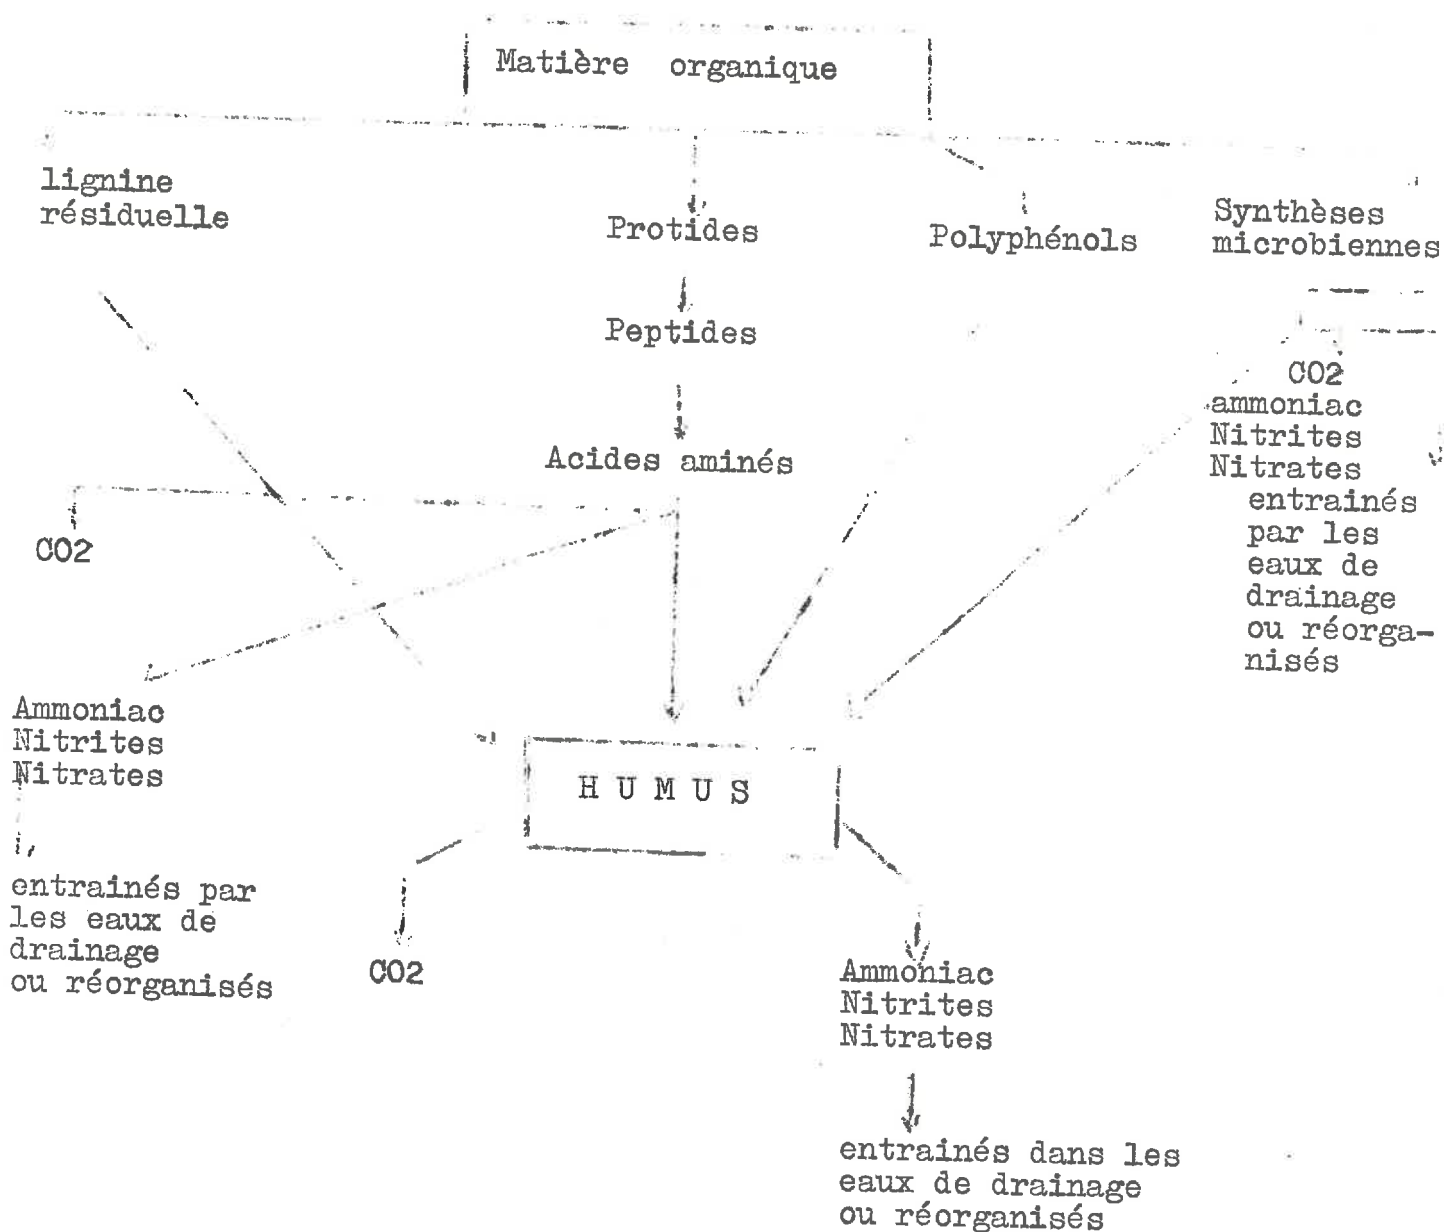 Matière organique
lignine
résiduelle
Protides
Polyphénols
Synthèses
microbiennes
Peptides
CO2
ammoniac
Nitrites
Nitrates
entrainés
par les
eaux de
drainage
ou réorga-
nisés
Acides aminés
CO2
Ammoniac
Nitrites
Nitrates
entrainés par
les eaux de
drainage
ou réorganisés
H U M U S
CO2
Ammoniac
Nitrites
Nitrates
entrainés dans les
eaux de drainage
ou réorganisés